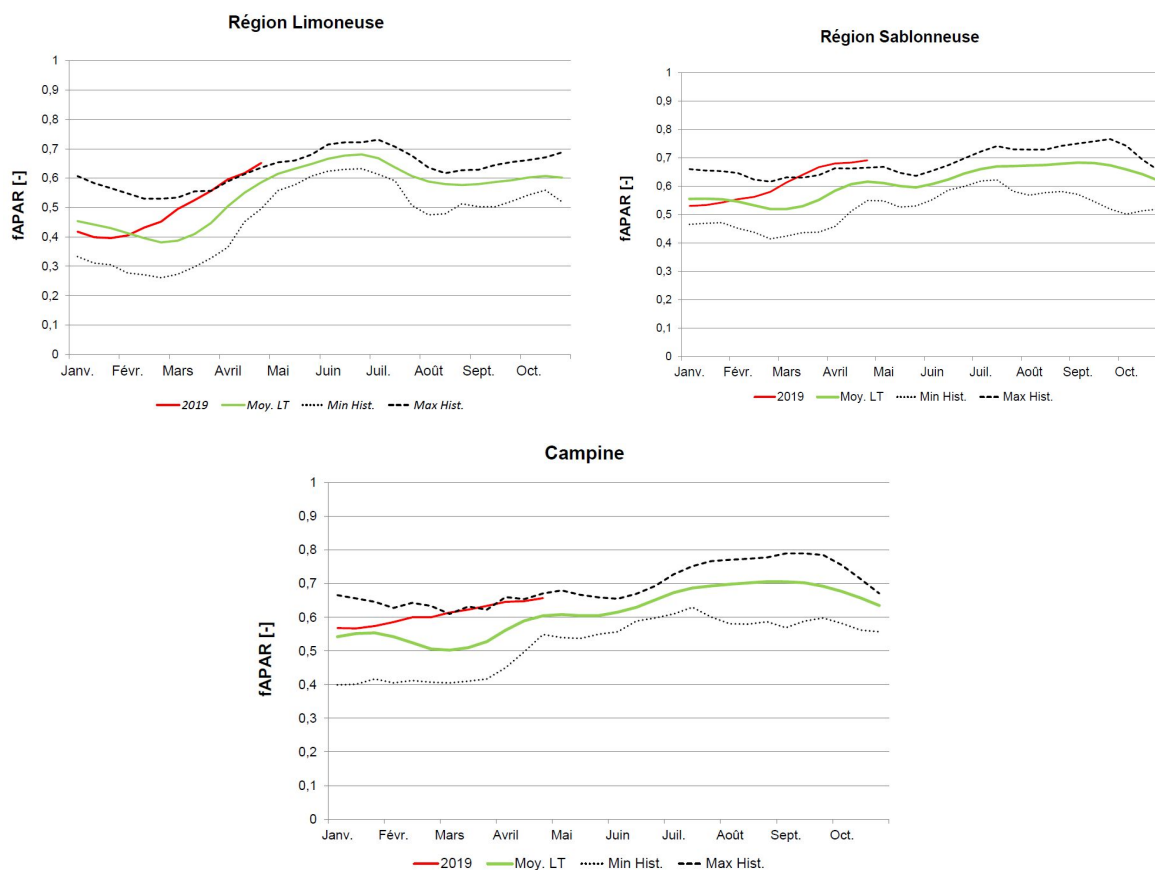 Région Limoneuse
fAPAR [-]
1
0,9
0,8
0,7
0,6
0,5
0,4
0,3
0,2
0,1
0
Janv. Févr. Mars Avril Mai Juin Juil. Août Sept. Oct.
2019 Moy. LT Min Hist. Max Hist.
Région Sablonneuse
fAPAR [-]
1
0,9
0,8
0,7
0,6
0,5
0,4
0,3
0,2
0,1
0
Janv. Févr. Mars Avril Mai Juin Juil. Août Sept. Oct.
2019 Moy. LT Min Hist. Max Hist.
Campine
fAPAR [-]
1
0,9
0,8
0,7
0,6
0,5
0,4
0,3
0,2
0,1
0
Janv. Févr. Mars Avril Mai Juin Juil. Août Sept. Oct.
2019 Moy. LT Min Hist. Max Hist.